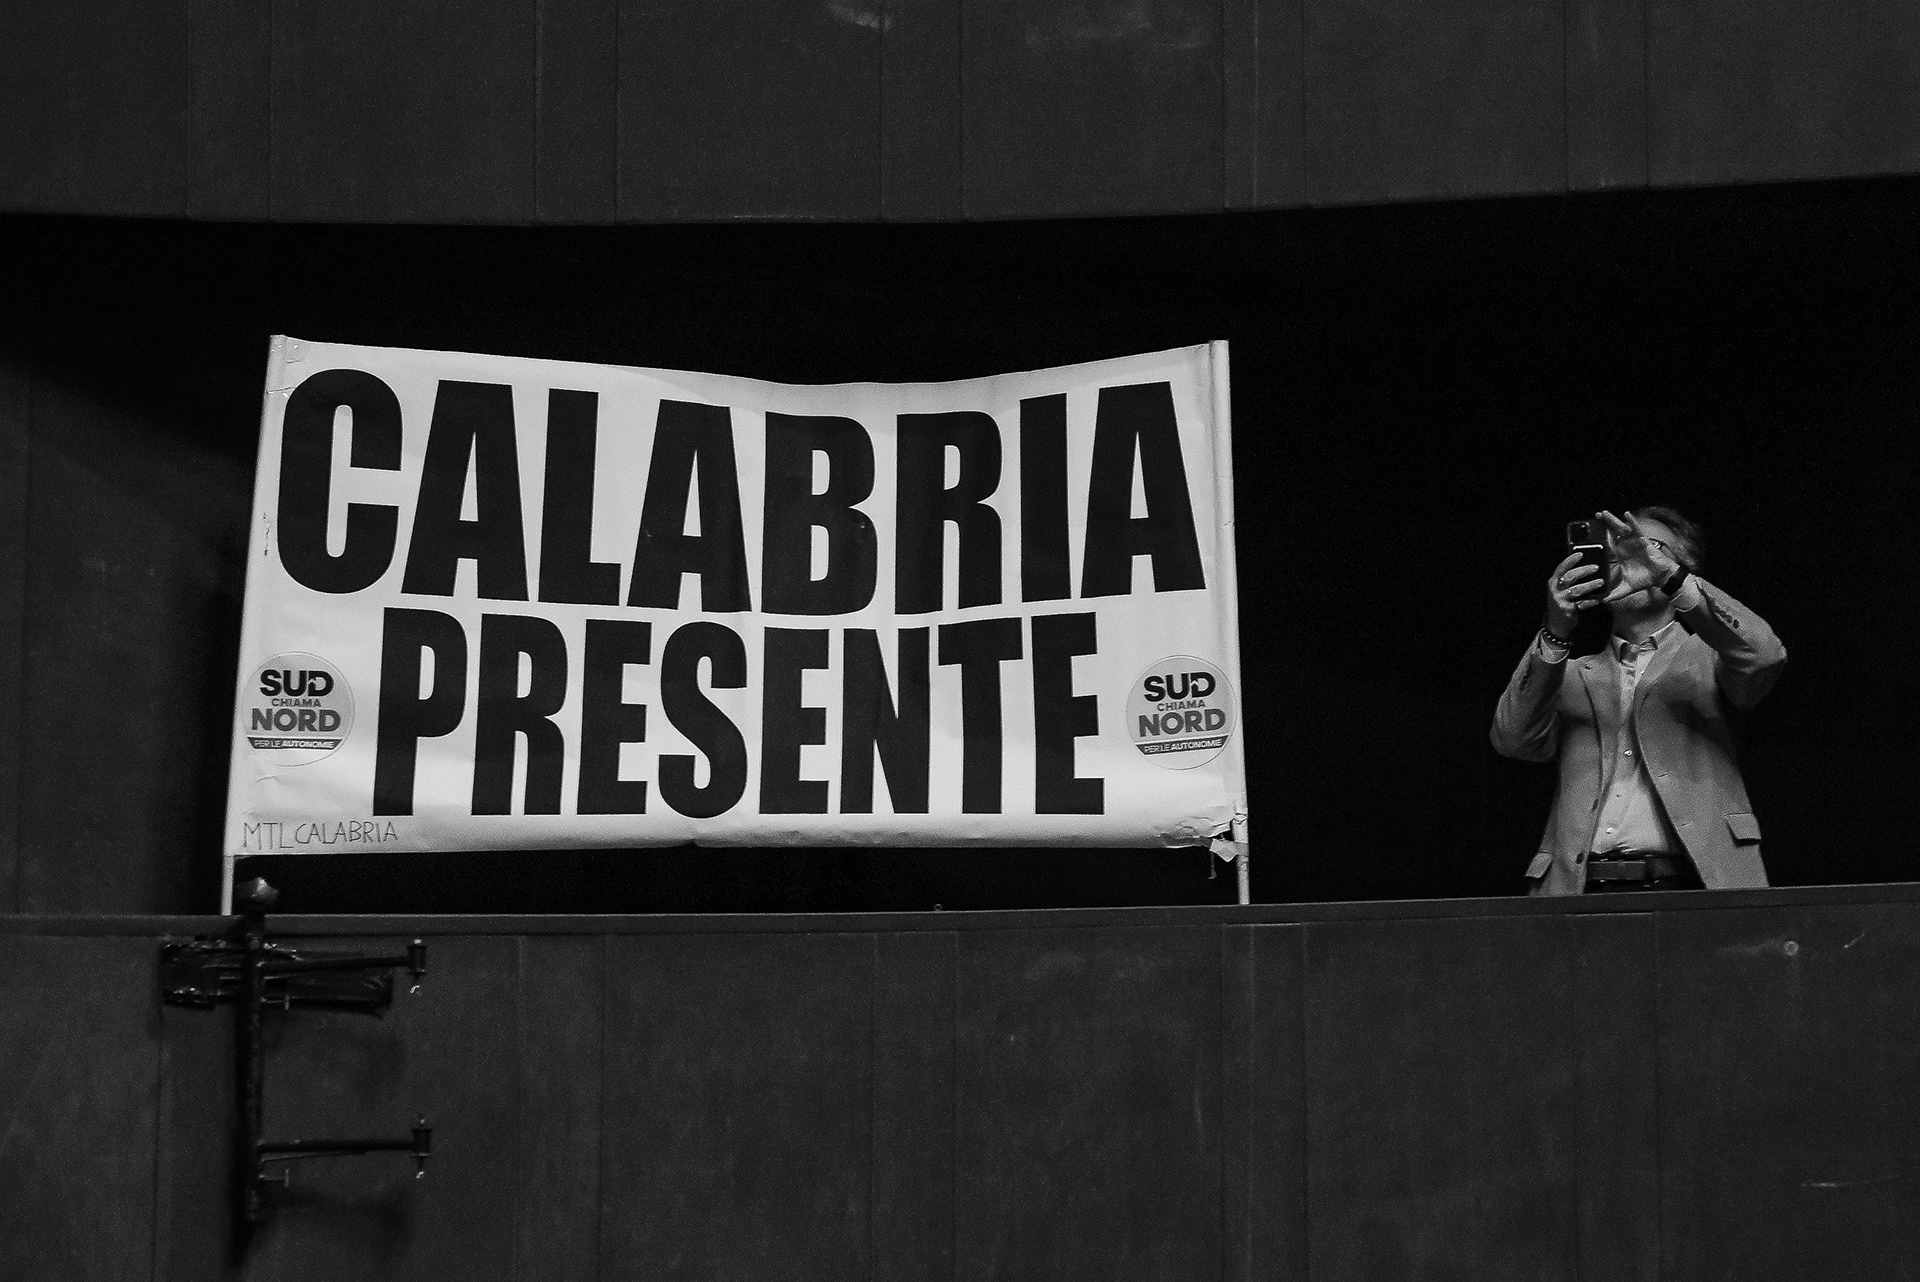 CALABRIA
PRESENTE
SUD
CHIAMA
NORD
PER LE AUTONOMIE
SUD
CHIAMA
NORD
PER LE AUTONOMIE
MTL CALABRIA